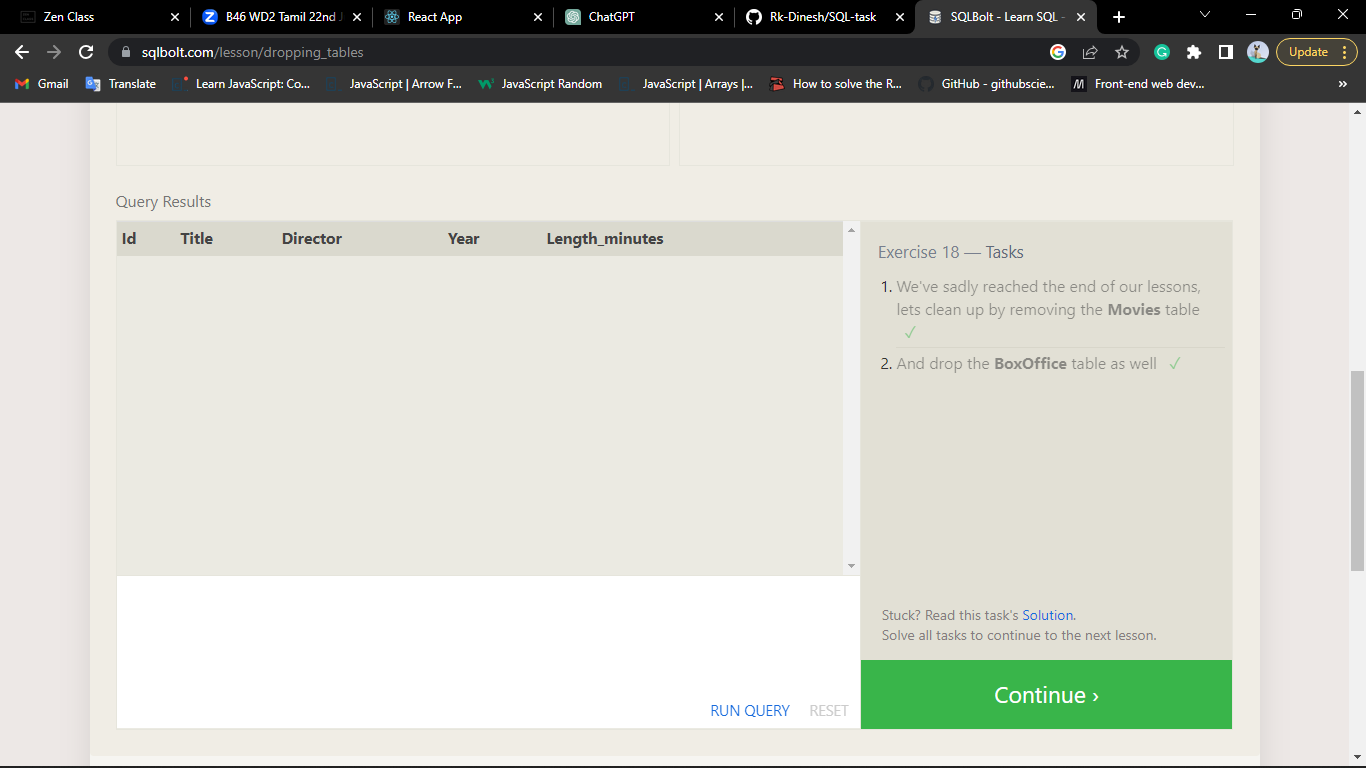 Zen Class
B46 WD2 Tamil 22nd
React App
ChatGPT
Rk-Dinesh/SQL-task
SQLBolt - Learn SQL -
sqlbolt.com/lesson/dropping_tables
Update
Gmail
Translate
Learn JavaScript: Co...
JavaScript | Arrow F...
JavaScript Random
JavaScript | Arrays |...
How to solve the R...
GitHub - githubscie...
Front-end web dev...
»
Query Results
Id Title Director Year Length_minutes
Exercise 18 — Tasks
1. We've sadly reached the end of our lessons,
lets clean up by removing the Movies table
✓
2. And drop the BoxOffice table as well ✓
Stuck? Read this task's Solution.
Solve all tasks to continue to the next lesson.
RUN QUERY RESET
Continue ›